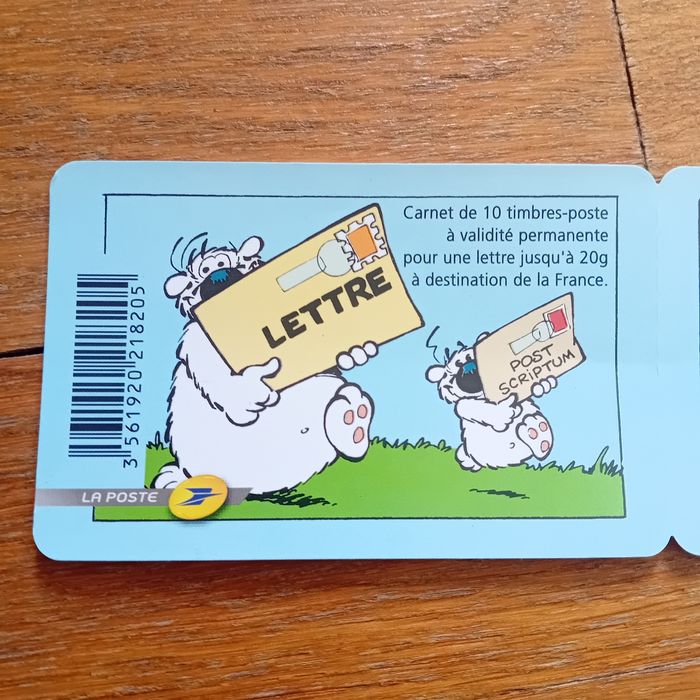 Carnet de 10 timbres-poste
à validité permanente
pour une lettre jusqu'à 20g
à destination de la France.
LETTRE
POST
SCRIPTUM
3 561920 218205
LA POSTE